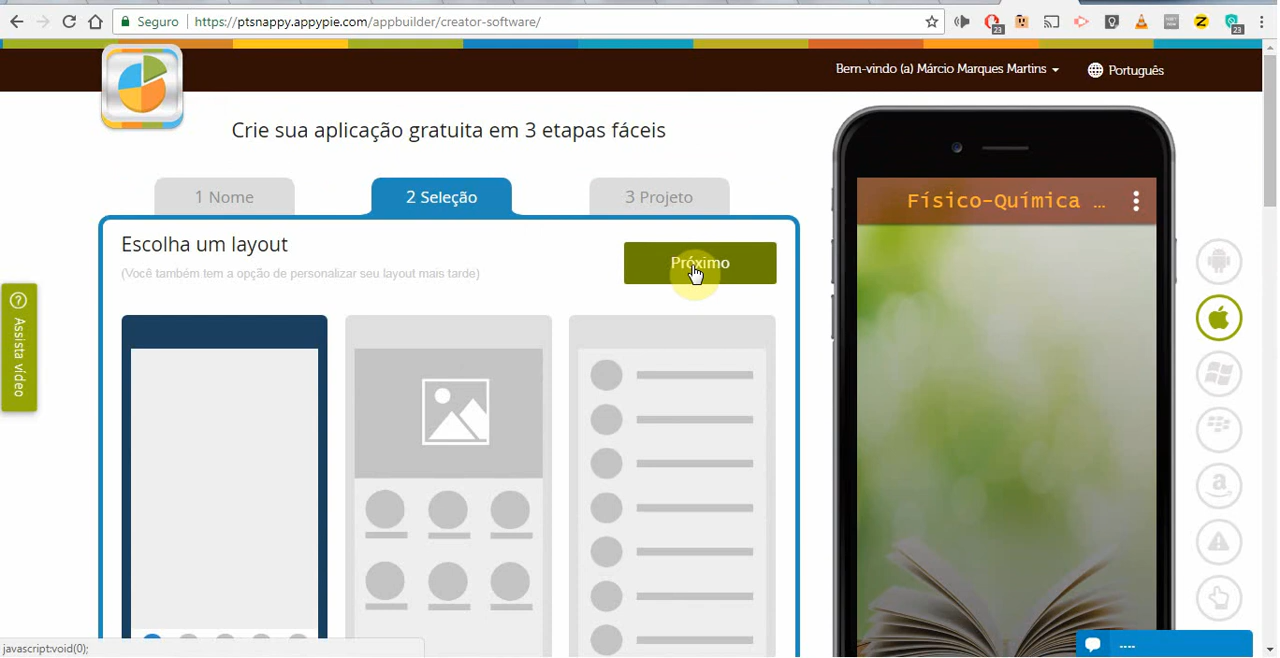 Seguro
https://ptsnappy.appypie.com/appbuilder/creator-software/
23
23
Bem-vindo (a) Márcio Marques Martins
Português
Crie sua aplicação gratuita em 3 etapas fáceis
1 Nome
2 Seleção
3 Projeto
Escolha um layout
(Você também tem a opção de personalizar seu layout mais tarde)
Próximo
Assista vídeo
Físico-Química ...
javascript:void(0);
----